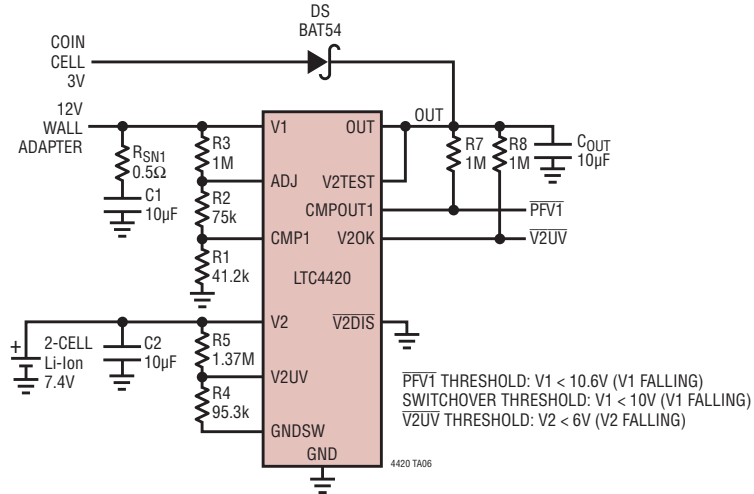 DS
BAT54
COIN
CELL
3V
12V
WALL
ADAPTER
RSN1
0.5Ω
C1
10µF
R3
1M
R2
75k
R1
41.2k
V1
ADJ
CMP1
LTC4420
V2
V2UV
GNDSW
GND
OUT
V2TEST
CMPOUT1
V2OK
V2DIS
OUT
R7
1M
R8
1M
COUT
10µF
PFV1
V2UV
+
2-CELL
Li-Ion
7.4V
C2
10µF
R5
1.37M
R4
95.3k
PFV1 THRESHOLD: V1 < 10.6V (V1 FALLING)
SWITCHOVER THRESHOLD: V1 < 10V (V1 FALLING)
V2UV THRESHOLD: V2 < 6V (V2 FALLING)
4420 TA06